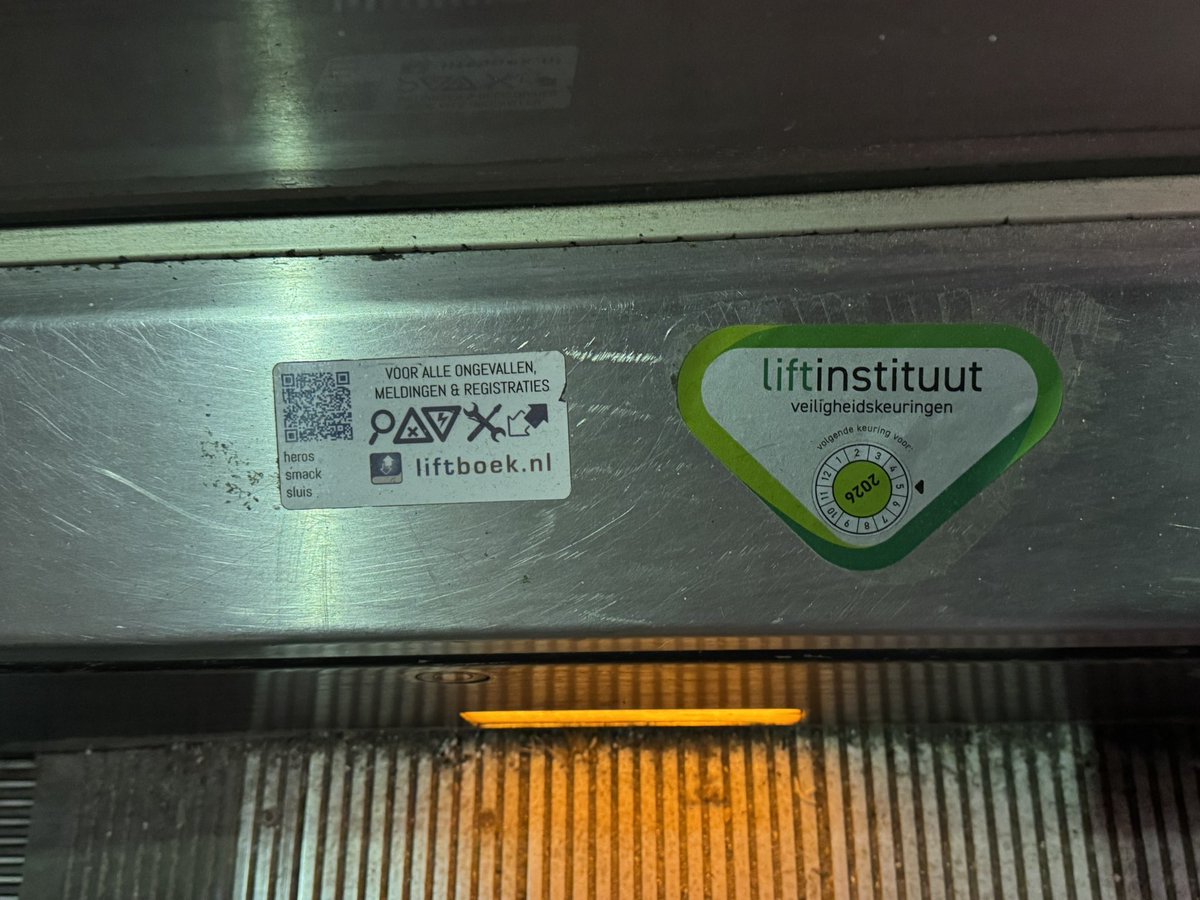 VOOR ALLE ONGEVALLEN,
MELDINGEN & REGISTRATIES
heros
smack
sluis
liftboek.nl
liftinstituut
veiligheidskeuringen
volgende keuring voor:
1 2 3 4 5 6 7 8 9 10 11 12
2026